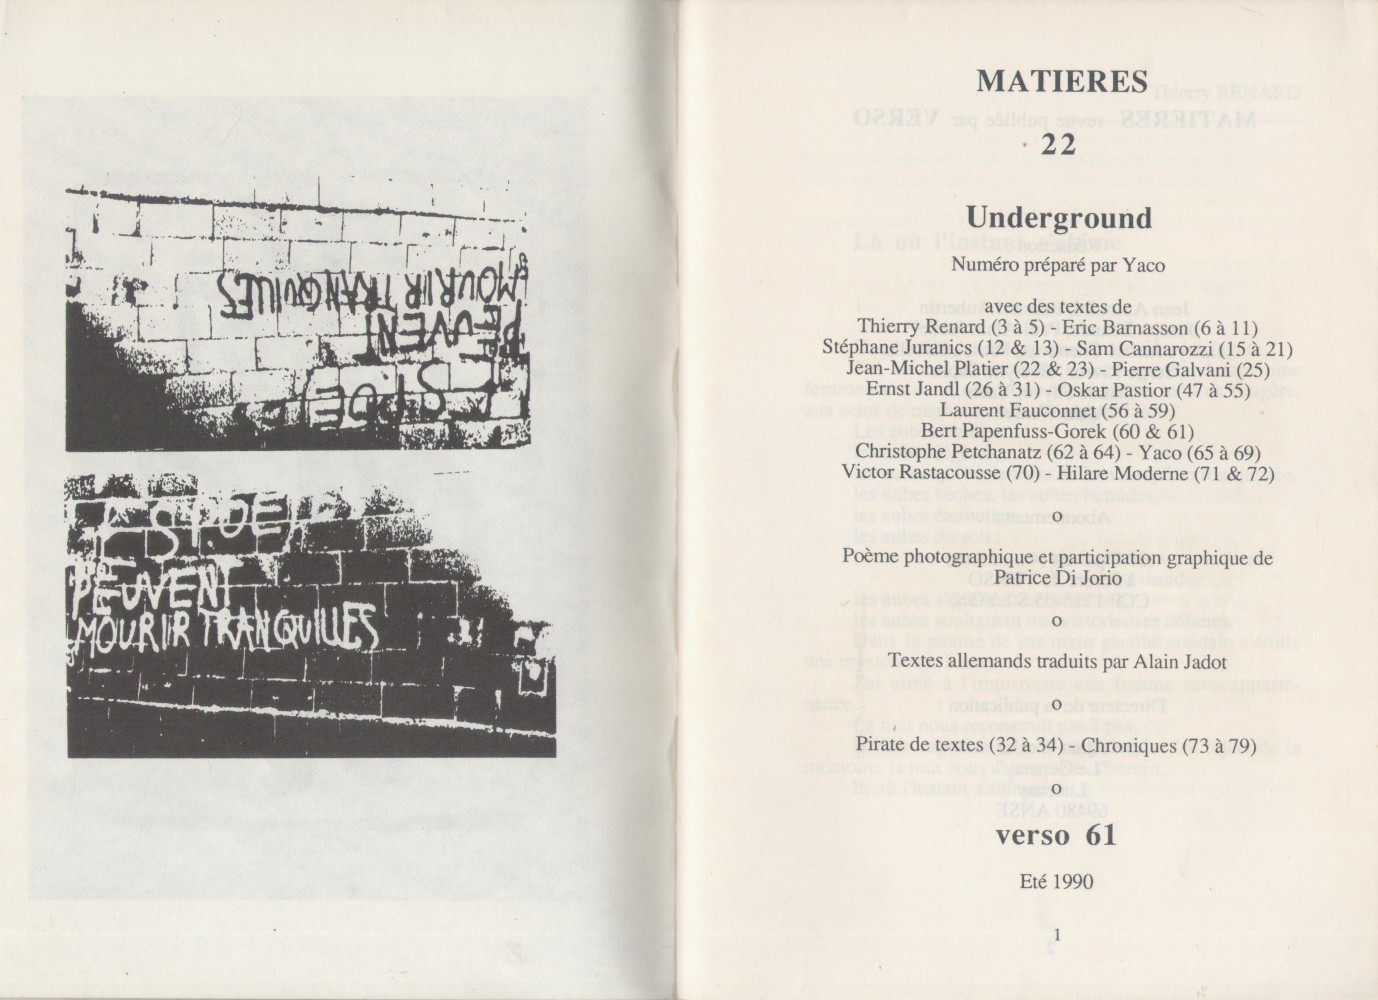 PEUVENT
MOURIR TRANQUILLES
PEUVENT
MOURIR TRANQUILLES
MATIERES
22
Underground
Numéro préparé par Yaco
avec des textes de
Thierry Renard (3 à 5) - Eric Barnasson (6 à 11)
Stéphane Juranics (12 & 13) - Sam Cannarozzi (15 à 21)
Jean-Michel Platier (22 & 23) - Pierre Galvani (25)
Ernst Jandl (26 à 31) - Oskar Pastior (47 à 55)
Laurent Fauconnet (56 à 59)
Bert Papenfuss-Gorek (60 & 61)
Christophe Petchanatz (62 à 64) - Yaco (65 à 69)
Victor Rastacousse (70) - Hilare Moderne (71 & 72)
o
Poème photographique et participation graphique de
Patrice Di Jorio
o
Textes allemands traduits par Alain Jadot
o
Pirate de textes (32 à 34) - Chroniques (73 à 79)
o
verso 61
Eté 1990
1